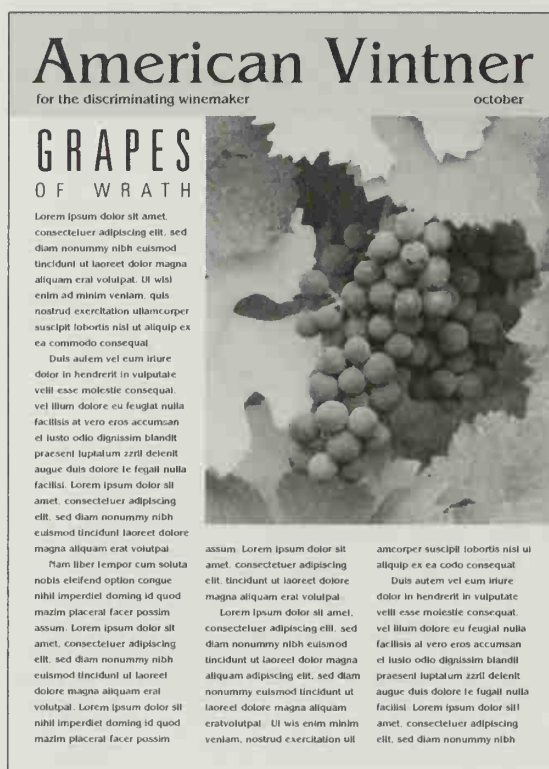 American Vintner
for the discriminating winemaker
october
GRAPES
OF WRATH
Lorem ipsum dolor sit amet,
consectetuer adipiscing elit, sed
diam nonummy nibh euismod
tincidunt ut laoreet dolor magna
aliquam erat volutpat. Ut wisi
enim ad minim veniam, quis
nostrud exercitation ullamcorper
suscipit lobortis nisl ut aliquip ex
ea commodo consequat
Duis autem vel eum iriure
dolor in hendrerit in vulputate
velit esse molestie consequat,
vel illum dolore eu feugiat nulla
facilisis at vero eros accumsan
et iusto odio dignissim blandit
praesent luptatum zzril delenit
augue duis dolore te fegait nulla
facilisi. Lorem ipsum dolor sit
amet, consectetuer adipiscing
elit, sed diam nonummy nibh
euismod tincidunt ut laoreet dolore
magna aliquam erat volutpat
Nam liber tempor cum soluta
nobis eleifend option congue
nihil imperdiet doming id quod
mazim placerat facer possim
assum. Lorem ipsum dolor sit
amet, consectetuer adipiscing
elit, sed diam nonummy nibh
euismod tincidunt ut laoreet
dolore magna aliquam erat
volutpat. Lorem ipsum dolor sit
nihil imperdiet doming id quod
mazim placerat facer possim
assum. Lorem ipsum dolor sit
amet, consectetuer adipiscing
elit, tincidunt ut laoreet dolore
magna aliquam erat volutpat
Lorem ipsum dolor sit amet,
consectetuer adipiscing elit, sed
diam nonummy nibh euismod
tincidunt ut laoreet dolor magna
aliquam adipiscing elit, sed diam
nonummy euismod tincidunt ut
laoreet dolor magna aliquam
eratvolutpat. Ut wis enim minim
veniam, nostrud exercitation ull
amcorper suscipit lobortis nisl ut
aliquip ex ea codo consequat
Duis autem vel eum iriure
dolor in hendrerit in vulputate
velit esse molestie consequat,
vel illum dolore eu feugiat nulla
facilisis at vero eros accumsan
et iusto odio dignissim blandit
praesent luptatum zzril delenit
augue duis dolore te fugait nulla
facilisi. Lorem ipsum dolor sit
amet, consectetuer adipiscing
elit, sed diam nonummy nibh